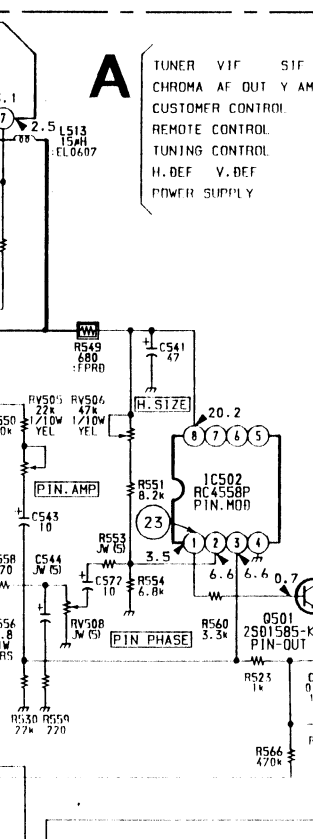 A
TUNER VIF SIF
CHROMA AF OUT Y AM
CUSTOMER CONTROL
REMOTE CONTROL
TUNING CONTROL
H.DEF V.DEF
POWER SUPPLY
.1
7
2.5
L513
15μH
:EL0607
R549
680
:FPRD
C541
47
RV505
22k
1/10W
YEL
RV506
47k
1/10W
YEL
H.SIZE
20.2
8 7 6 5
IC502
RC4558P
PIN.MOD
R551
8.2k
PIN.AMP
C543
10
23
R553
JW (5)
3.5
1 2 3 4
6.6
6.6
0.7
C544
JW (5)
C572
10
R554
6.8k
RV508
JW (5)
PIN PHASE
R560
3.3k
Q501
2SD1585-K
PIN-OUT
R523
1k
R530
27k
R559
220
R566
470k